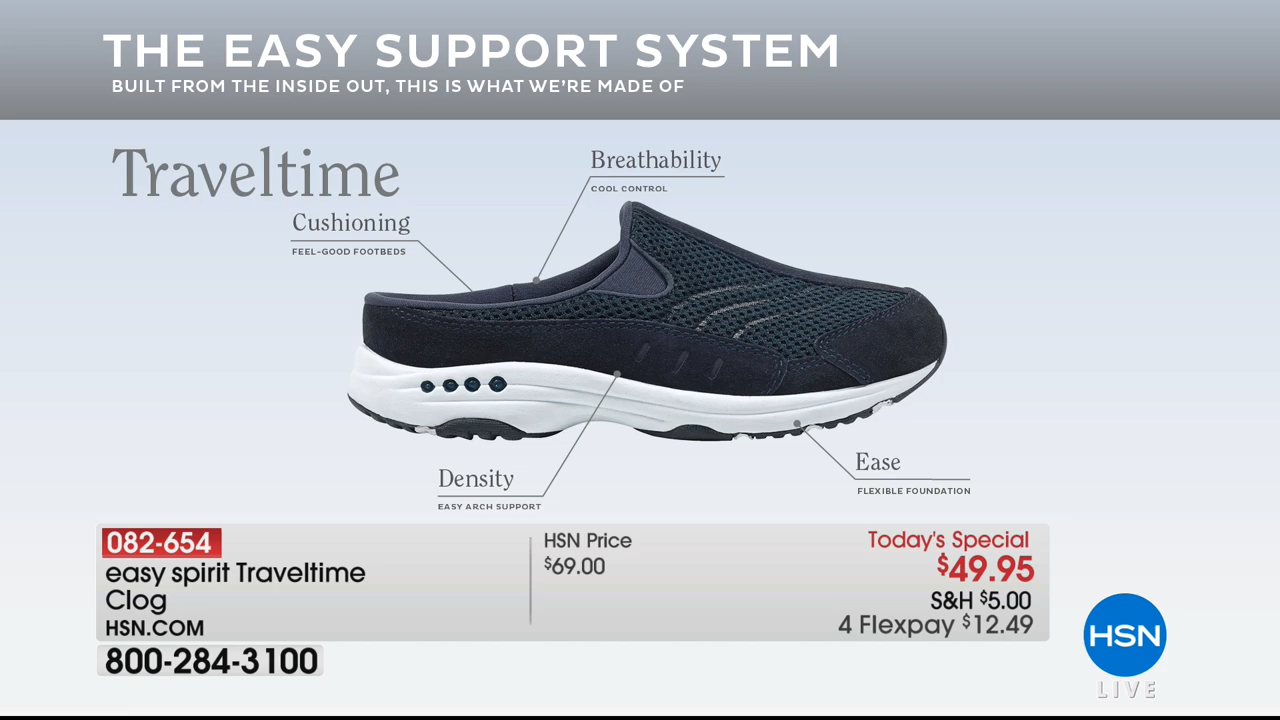 THE EASY SUPPORT SYSTEM
BUILT FROM THE INSIDE OUT, THIS IS WHAT WE'RE MADE OF
Traveltime
Breathability
COOL CONTROL
Cushioning
FEEL-GOOD FOOTBEDS
Density
EASY ARCH SUPPORT
Ease
FLEXIBLE FOUNDATION
082-654
easy spirit Traveltime
Clog
HSN.COM
800-284-3100
HSN Price
$69.00
Today's Special
$49.95
S&H $5.00
4 Flexpay $12.49
HSN
LIVE